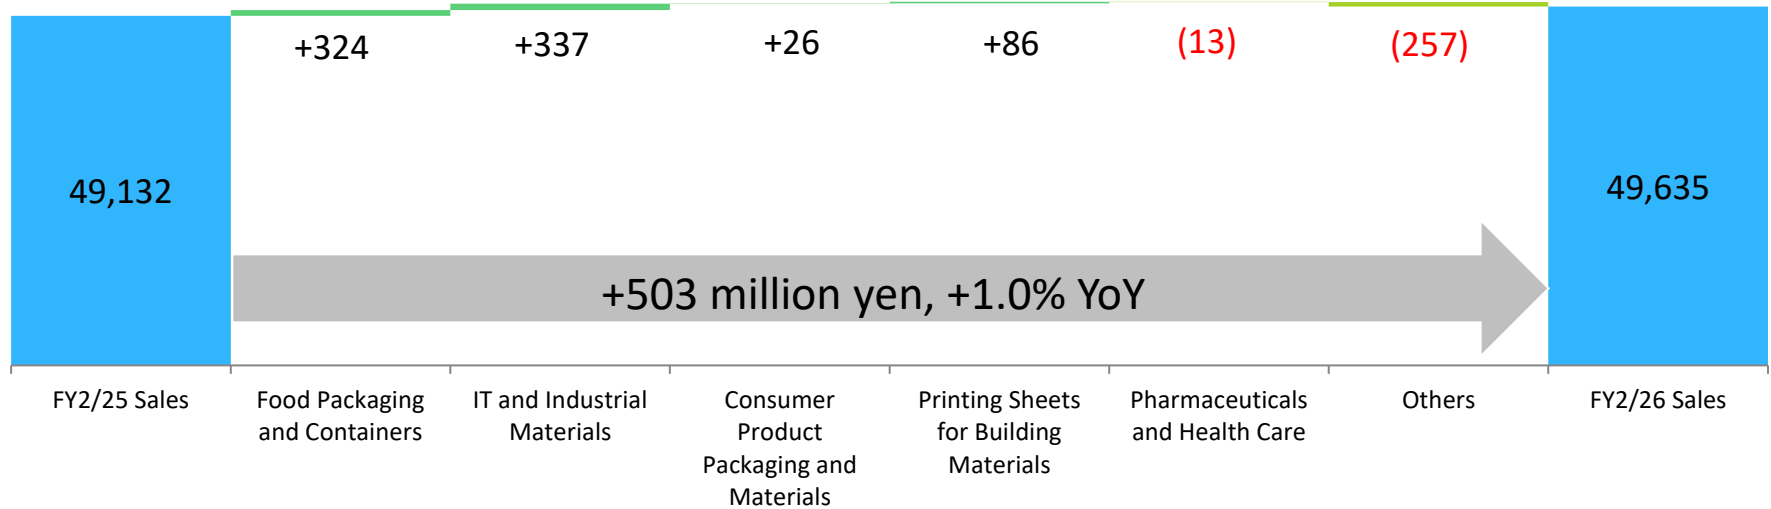 +324
+337
+26
+86
(13)
(257)
49,132
49,635
+503 million yen, +1.0% YoY
FY2/25 Sales
Food Packaging
and Containers
IT and Industrial
Materials
Consumer
Product
Packaging and
Materials
Printing Sheets
for Building
Materials
Pharmaceuticals
and Health Care
Others
FY2/26 Sales